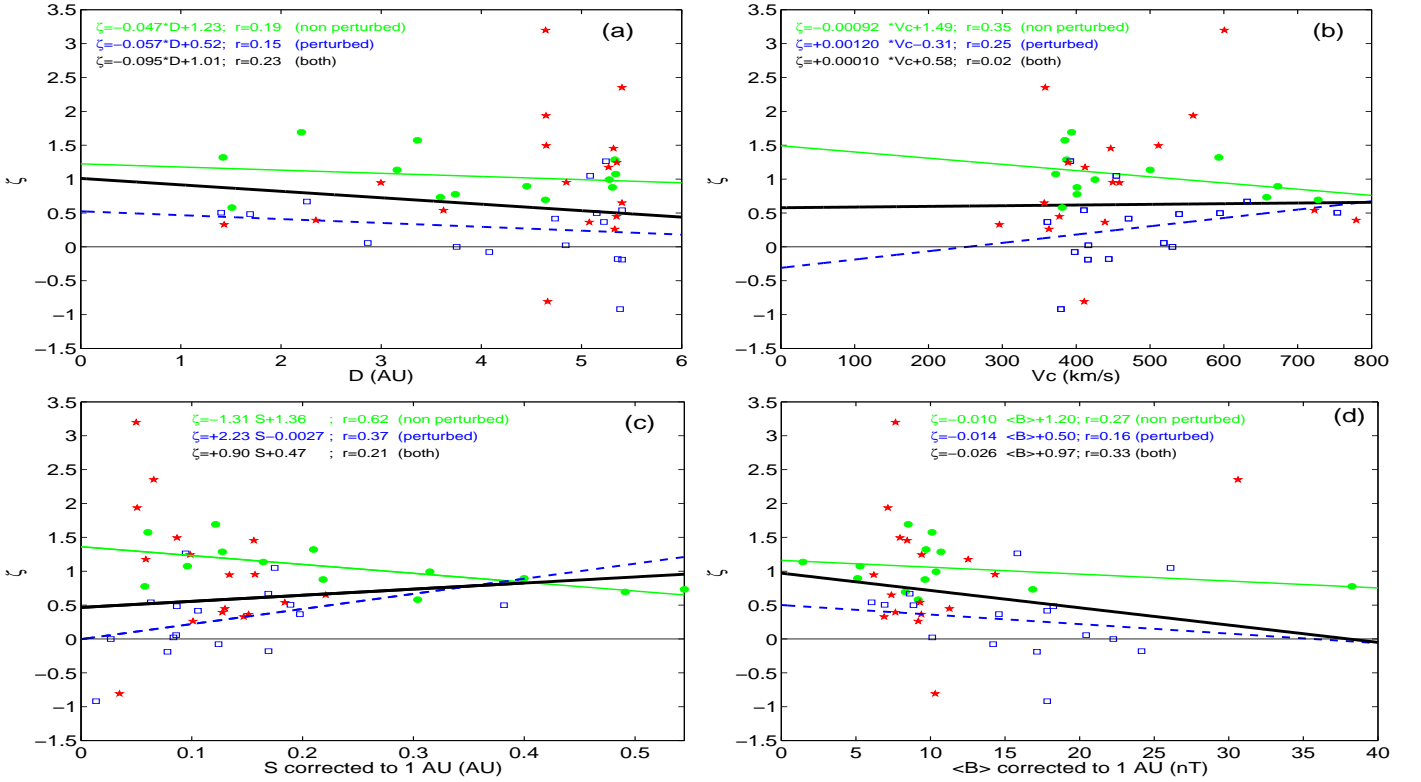 (a)
ζ=−0.047*D+1.23; r=0.19 (non perturbed)
ζ=−0.057*D+0.52; r=0.15 (perturbed)
ζ=−0.095*D+1.01; r=0.23 (both)
3.5
3
2.5
2
1.5
1
0.5
0
−0.5
−1
−1.5
ζ
0 1 2 3 4 5 6
D (AU)
(b)
ζ=−0.00092 *Vc+1.49; r=0.35 (non perturbed)
ζ=+0.00120 *Vc−0.31; r=0.25 (perturbed)
ζ=+0.00010 *Vc+0.58; r=0.02 (both)
3.5
3
2.5
2
1.5
1
0.5
0
−0.5
−1
−1.5
0 100 200 300 400 500 600 700 800
Vc (km/s)
(c)
ζ=−1.31 S+1.36 ; r=0.62 (non perturbed)
ζ=+2.23 S−0.0027 ; r=0.37 (perturbed)
ζ=+0.90 S+0.47 ; r=0.21 (both)
3.5
3
2.5
2
1.5
1
0.5
0
−0.5
−1
−1.5
ζ
0 0.1 0.2 0.3 0.4 0.5
S corrected to 1 AU (AU)
(d)
ζ=−0.010 <B>+1.20; r=0.27 (non perturbed)
ζ=−0.014 <B>+0.50; r=0.16 (perturbed)
ζ=−0.026 <B>+0.97; r=0.33 (both)
3.5
3
2.5
2
1.5
1
0.5
0
−0.5
−1
−1.5
0 5 10 15 20 25 30 35 40
<B> corrected to 1 AU (nT)